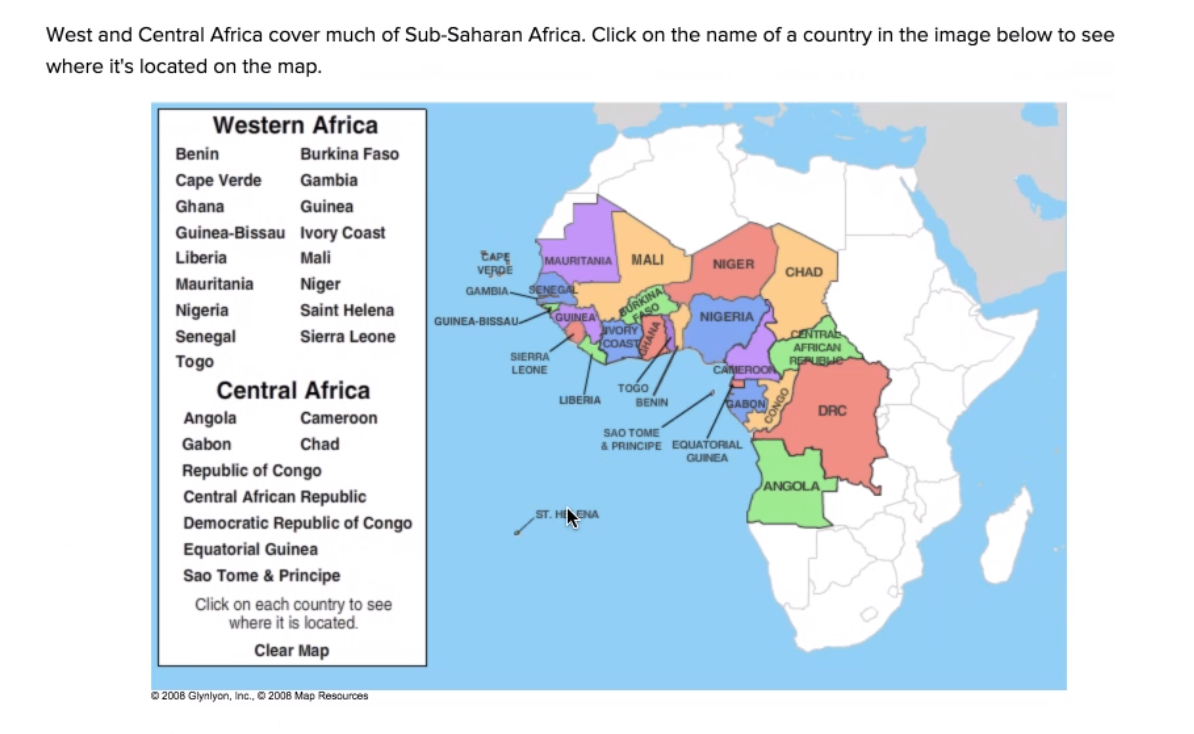 West and Central Africa cover much of Sub-Saharan Africa. Click on the name of a country in the image below to see
where it's located on the map.
Western Africa
Benin Burkina Faso
Cape Verde Gambia
Ghana Guinea
Guinea-Bissau Ivory Coast
Liberia Mali
Mauritania Niger
Nigeria Saint Helena
Senegal Sierra Leone
Togo
Central Africa
Angola Cameroon
Gabon Chad
Republic of Congo
Central African Republic
Democratic Republic of Congo
Equatorial Guinea
Sao Tome & Principe
Click on each country to see
where it is located.
Clear Map
CAPE
VERDE
MAURITANIA
MALI
NIGER
CHAD
GAMBIA
SENEGAL
BURKINA
FASO
GUINEA-BISSAU
GUINEA
NIGERIA
IVORY
COAST
GHANA
CENTRAL
AFRICAN
REPUBLIC
SIERRA
LEONE
CAMEROON
TOGO
LIBERIA
BENIN
GABON
CONGO
DRC
SAO TOME
& PRINCIPE
EQUATORIAL
GUINEA
ANGOLA
ST. HELENA
© 2008 Glynlyon, Inc., © 2008 Map Resources